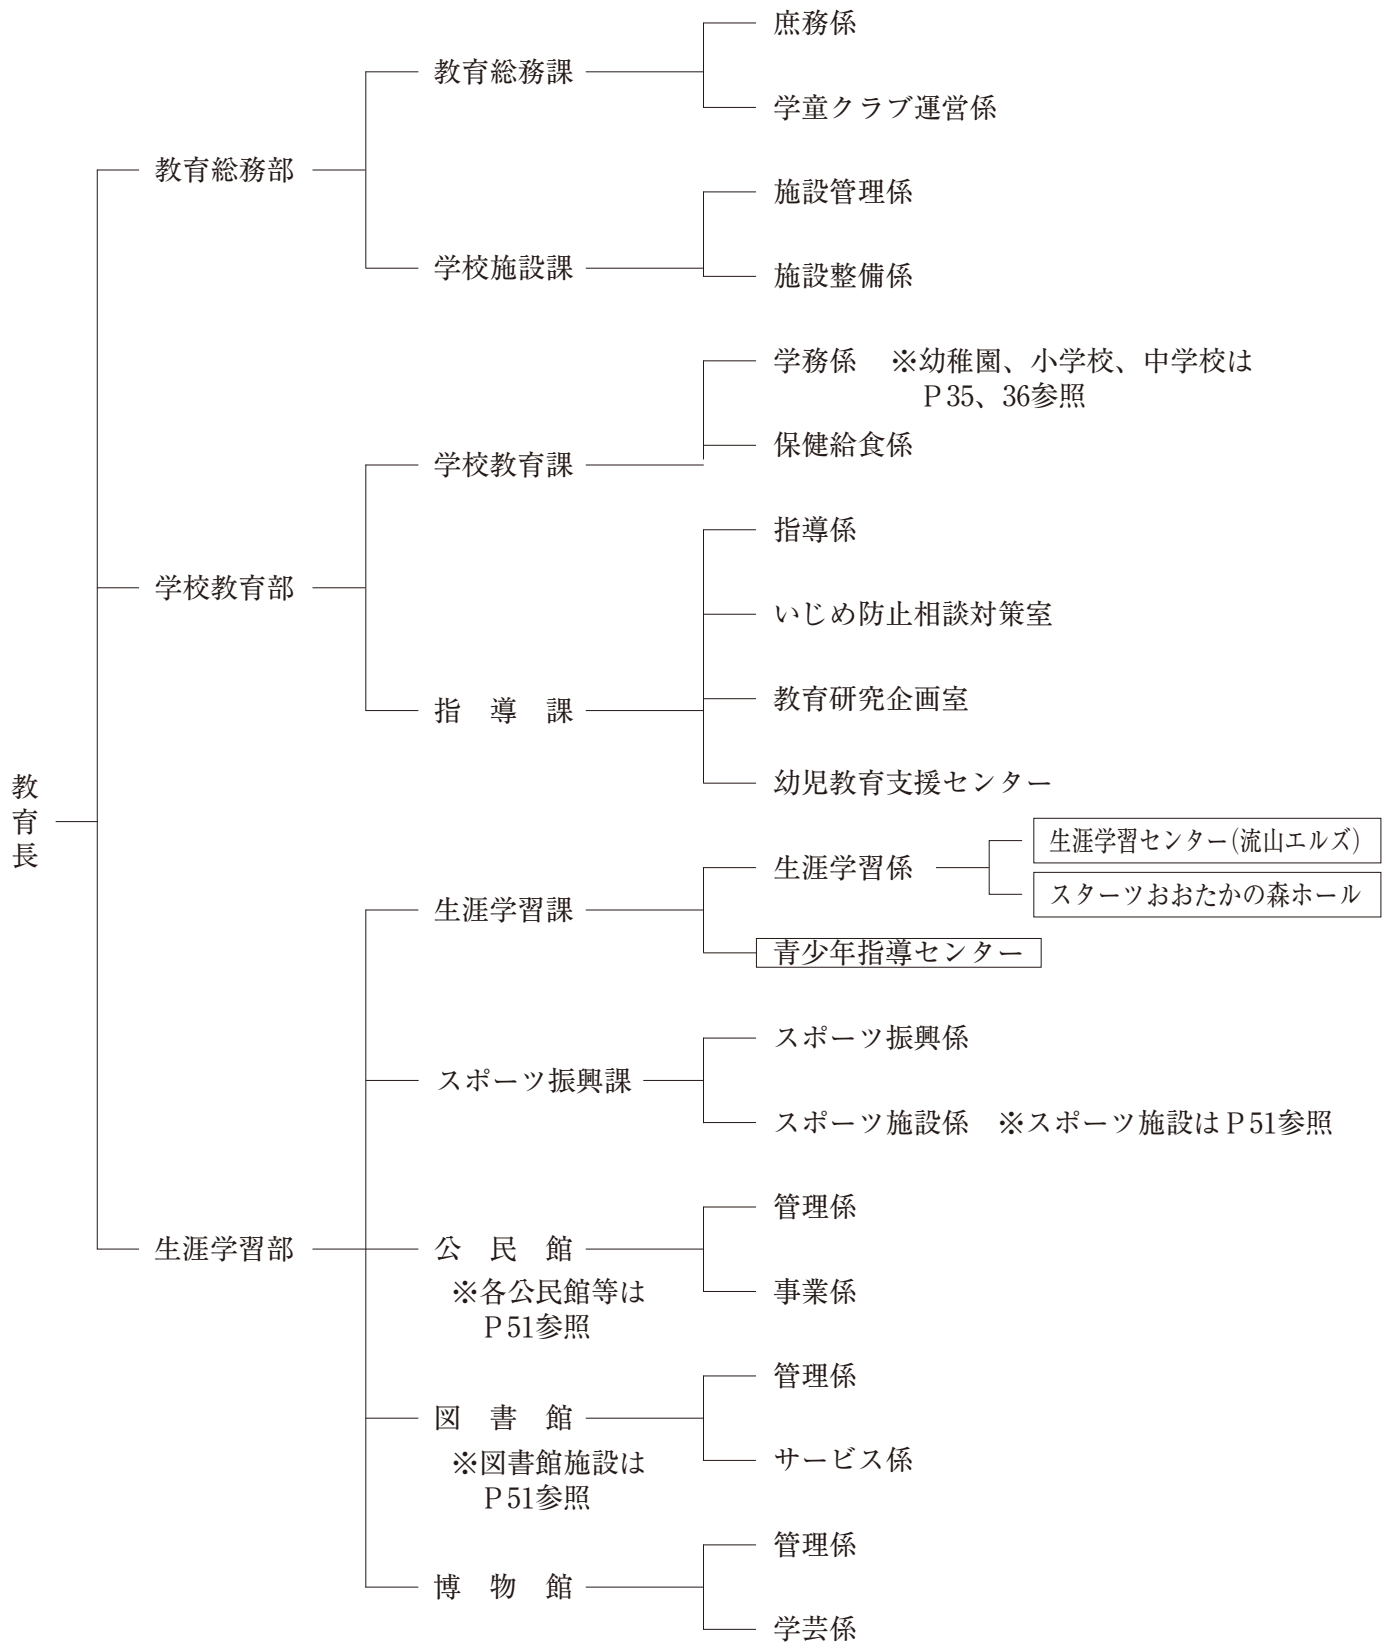 教育長
教育総務部
教育総務課
庶務係
学童クラブ運営係
学校施設課
施設管理係
施設整備係
学校教育部
学校教育課
学務係　※幼稚園、小学校、中学校は
Ｐ35、36参照
保健給食係
指　導　課
指導係
いじめ防止相談対策室
教育研究企画室
幼児教育支援センター
生涯学習部
生涯学習課
生涯学習係
生涯学習センター(流山エルズ)
スターツおおたかの森ホール
青少年指導センター
スポーツ振興課
スポーツ振興係
スポーツ施設係　※スポーツ施設はＰ51参照
公　民　館
※各公民館等は
Ｐ51参照
管理係
事業係
図　書　館
※図書館施設は
Ｐ51参照
管理係
サービス係
博　物　館
管理係
学芸係